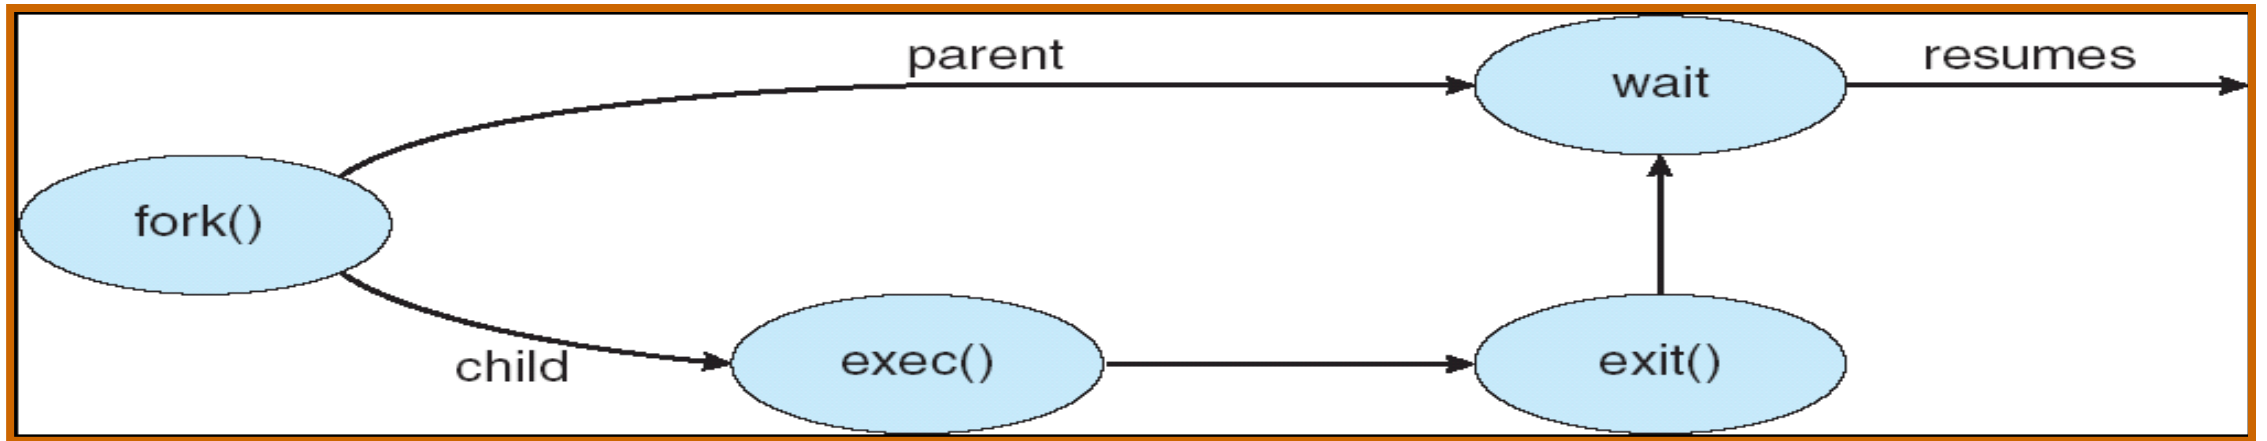 parent
wait
resumes
fork()
child
exec()
exit()